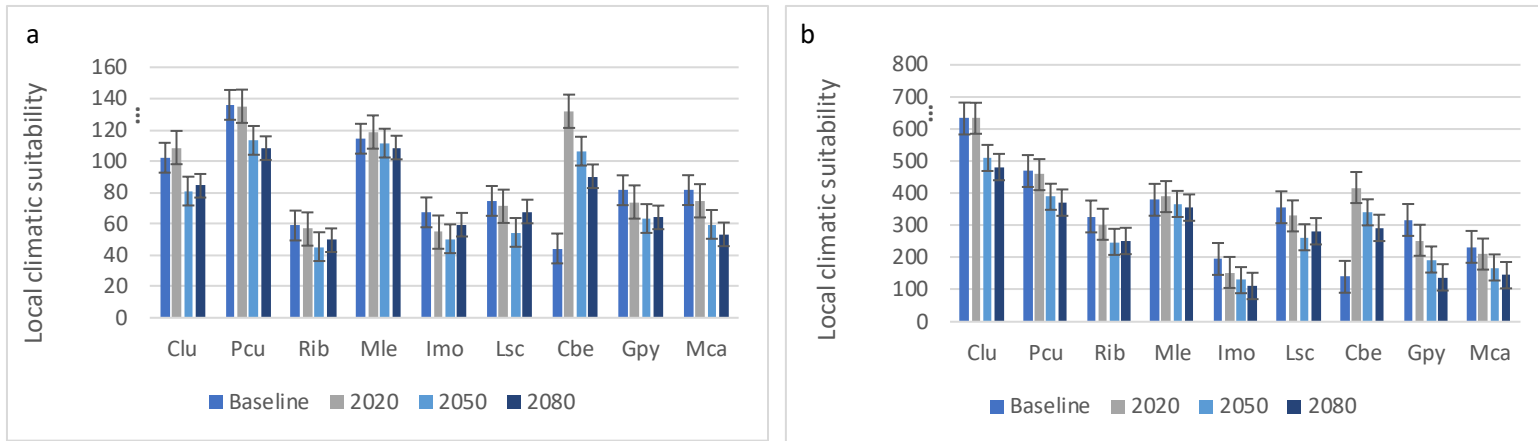 a
Local climatic suitability …
160
140
120
100
80
60
40
20
0
Clu Pcu Rib Mle Imo Lsc Cbe Gpy Mca
Baseline 2020 2050 2080
b
Local climatic suitability …
800
700
600
500
400
300
200
100
0
Clu Pcu Rib Mle Imo Lsc Cbe Gpy Mca
Baseline 2020 2050 2080